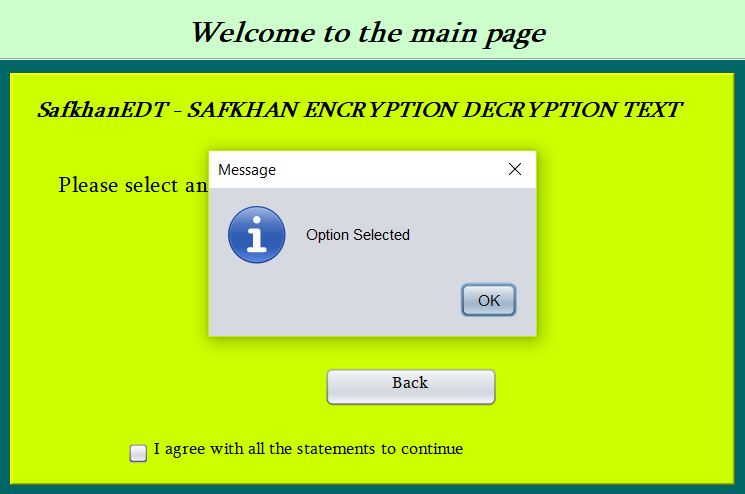 Welcome to the main page
SafkhanEDT - SAFKHAN ENCRYPTION DECRYPTION TEXT
Please select an
Message
Option Selected
OK
Back
I agree with all the statements to continue